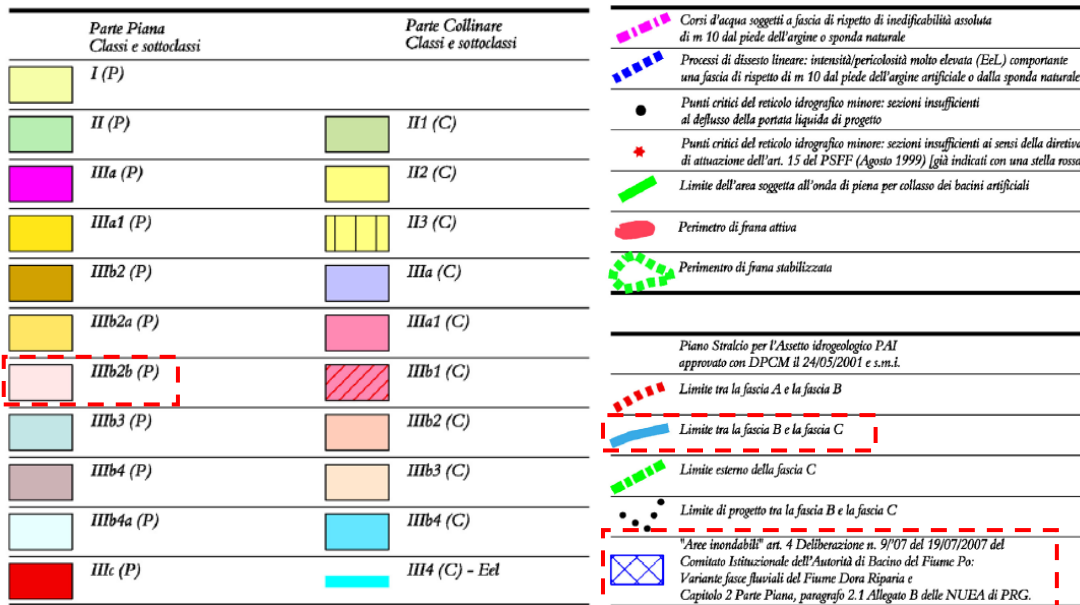 Parte Piana
Classi e sottoclassi
Parte Collinare
Classi e sottoclassi
I (P)
II (P)
II1 (C)
IIIa (P)
II2 (C)
IIIa1 (P)
II3 (C)
IIIb2 (P)
IIIa (C)
IIIb2a (P)
IIIa1 (C)
IIIb2b (P)
IIIb1 (C)
IIIb3 (P)
IIIb2 (C)
IIIb4 (P)
IIIb3 (C)
IIIb4a (P)
IIIb4 (C)
IIIc (P)
III4 (C) - Eel
Corsi d'acqua soggetti a fascia di rispetto di inedificabilità assoluta
di m 10 dal piede dell'argine o sponda naturale
Processi di dissesto lineare: intensità/pericolosità molto elevata (EeL) comportante
una fascia di rispetto di m 10 dal piede dell'argine artificiale o dalla sponda naturale
Punti critici del reticolo idrografico minore: sezioni insufficienti
al deflusso della portata liquida di progetto
Punti critici del reticolo idrografico minore: sezioni insufficienti ai sensi della diretiva
di attuazione dell'art. 15 del PSFF (Agosto 1999) [già indicati con una stella rossa
Limite dell'area soggetta all'onda di piena per collasso dei bacini artificiali
Perimetro di frana attiva
Perimentro di frana stabilizzata
Piano Stralcio per l'Assetto idrogeologico PAI
approvato con DPCM il 24/05/2001 e s.m.i.
Limite tra la fascia A e la fascia B
Limite tra la fascia B e la fascia C
Limite esterno della fascia C
Limite di progetto tra la fascia B e la fascia C
"Aree inondabili" art. 4 Deliberazione n. 9/'07 del 19/07/2007 del
Comitato Istituzionale dell'Autorità di Bacino del Fiume Po:
Variante fasce fluviali del Fiume Dora Riparia e
Capitolo 2 Parte Piana, paragrafo 2.1 Allegato B delle NUEA di PRG.